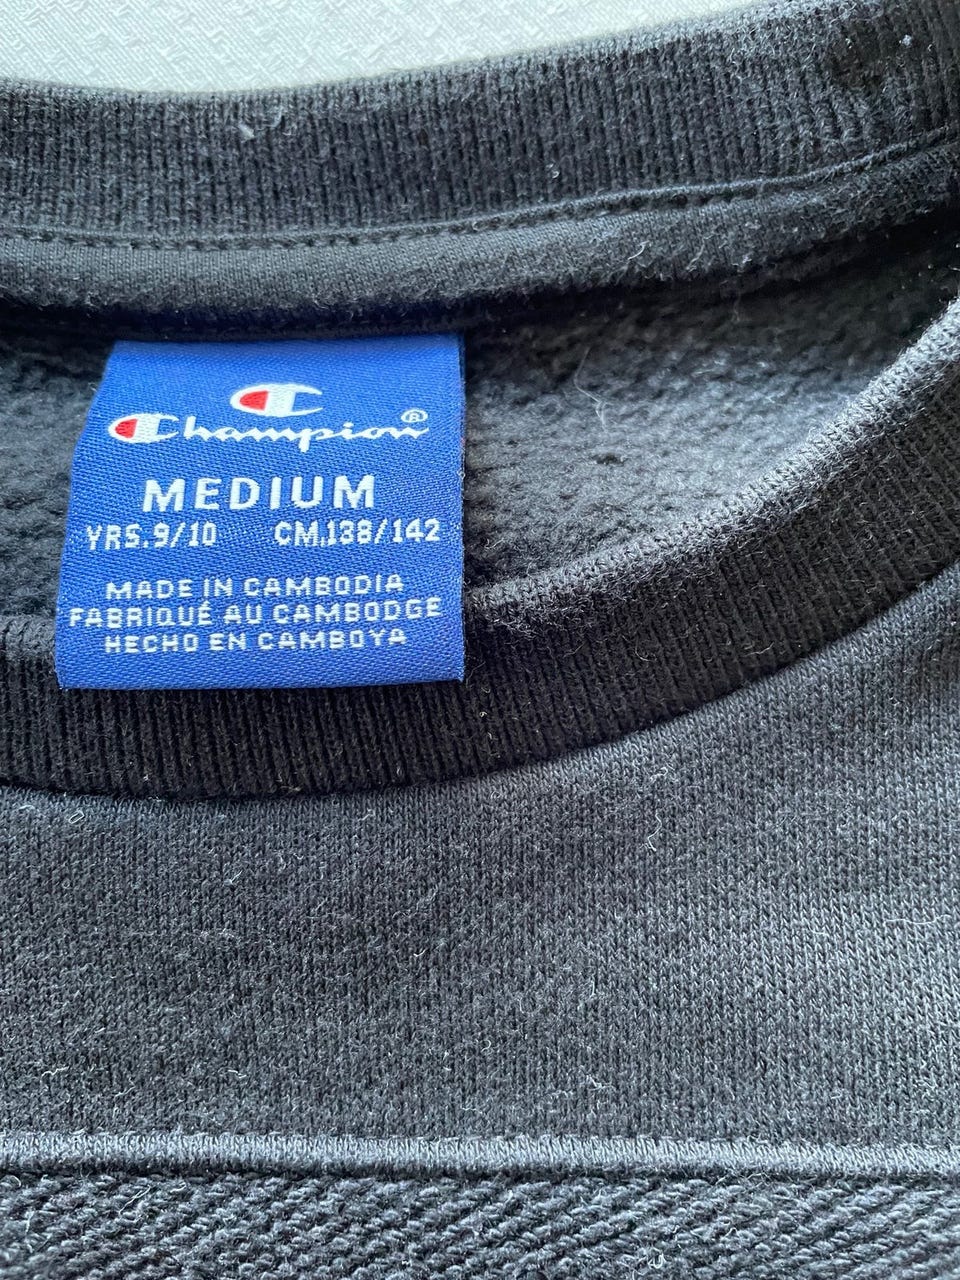 Champion®
MEDIUM
YRS.9/10 CM.138/142
MADE IN CAMBODIA
FABRIQUÉ AU CAMBODGE
HECHO EN CAMBOYA